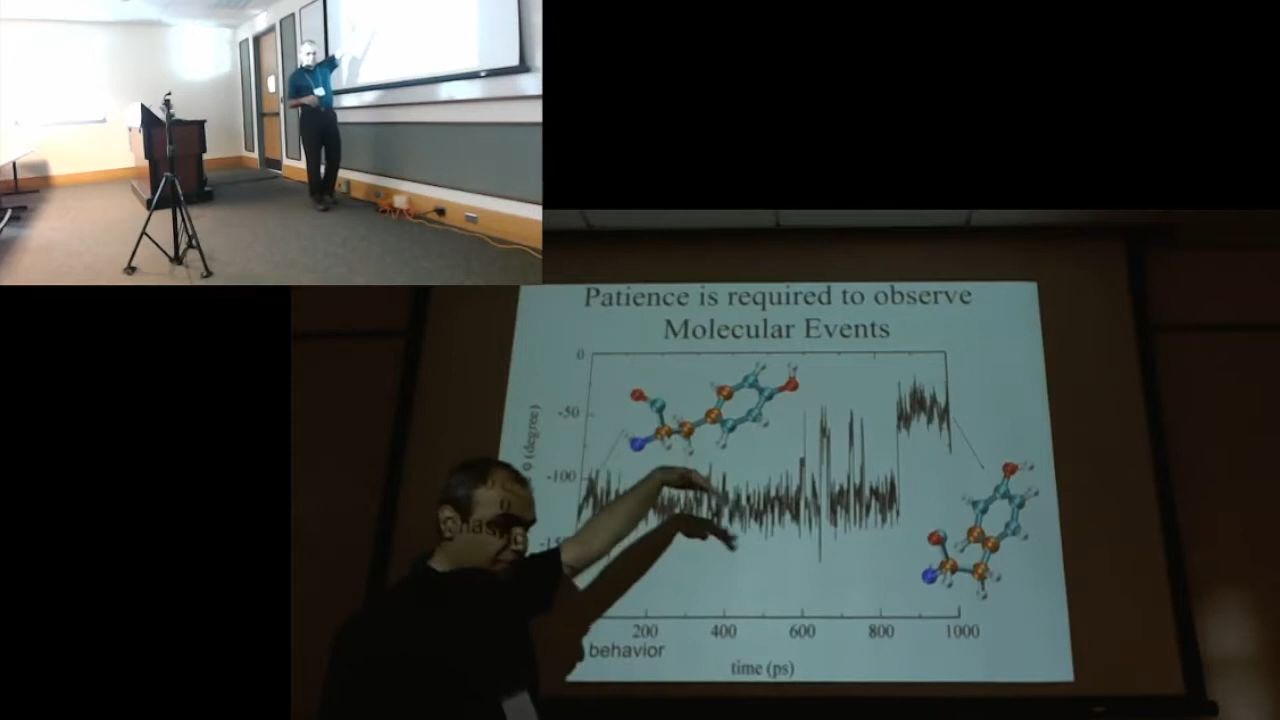 Patience is required to observe
Molecular Events
0
-50
-100
Φ (degree)
200 400 600 800 1000
behavior
time (ps)